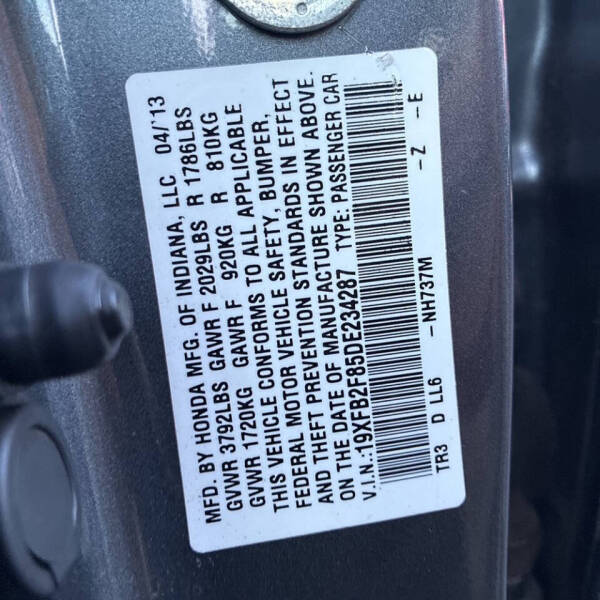 MFD. BY HONDA MFG. OF INDIANA, LLC 04/'13
GVWR 3792LBS GAWR F 2029LBS R 1786LBS
GVWR 1720KG GAWR F 920KG R 810KG
THIS VEHICLE CONFORMS TO ALL APPLICABLE
FEDERAL MOTOR VEHICLE SAFETY, BUMPER,
AND THEFT PREVENTION STANDARDS IN EFFECT
ON THE DATE OF MANUFACTURE SHOWN ABOVE.
V.I.N.:19XFB2F85DE234287 TYPE: PASSENGER CAR
TR3 D LL6 - NH737M - Z - E